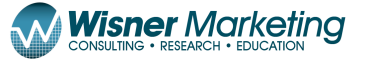 Wisner Marketing
CONSULTING • RESEARCH • EDUCATION